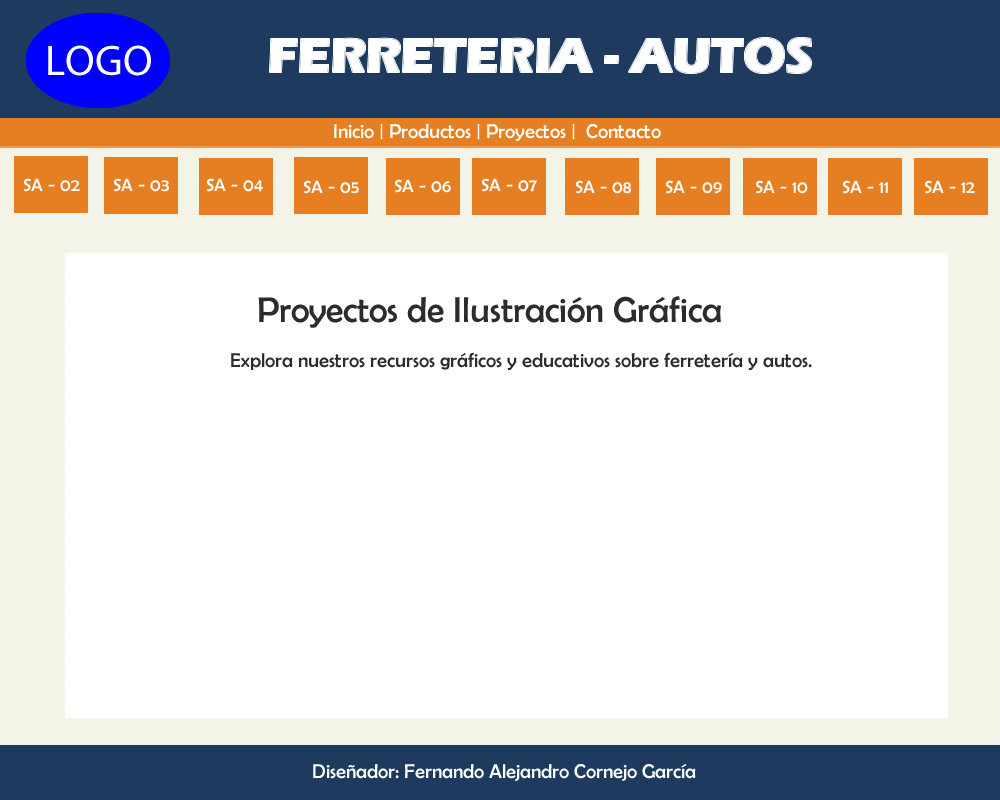 LOGO
FERRETERIA - AUTOS
Inicio | Productos | Proyectos | Contacto
SA - 02 SA - 03 SA - 04 SA - 05 SA - 06 SA - 07 SA - 08 SA - 09 SA - 10 SA - 11 SA - 12
Proyectos de Ilustración Gráfica
Explora nuestros recursos gráficos y educativos sobre ferretería y autos.
Diseñador: Fernando Alejandro Cornejo García